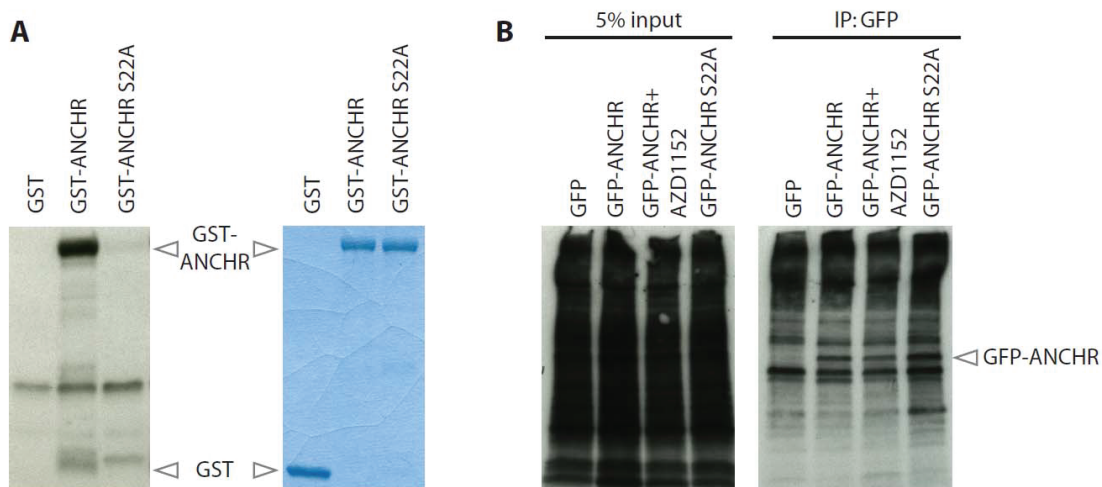 A
GST
GST-ANCHR
GST-ANCHR S22A
GST-
ANCHR
GST
GST
GST-ANCHR
GST-ANCHR S22A
B
5% input
GFP
GFP-ANCHR
GFP-ANCHR+
AZD1152
GFP-ANCHR S22A
IP: GFP
GFP
GFP-ANCHR
GFP-ANCHR+
AZD1152
GFP-ANCHR S22A
GFP-ANCHR